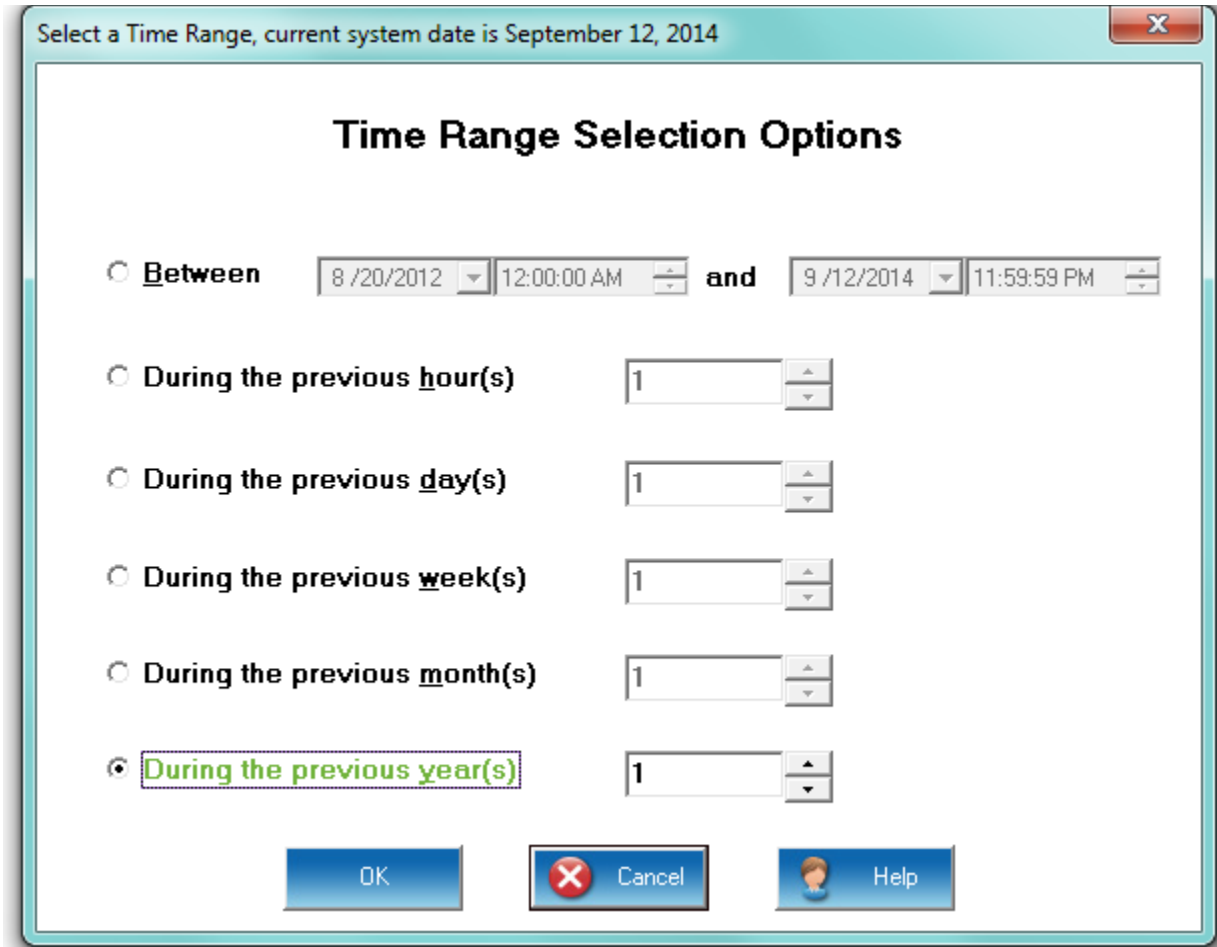 Select a Time Range, current system date is September 12, 2014
Time Range Selection Options
Between 8 /20/2012 12:00:00 AM and 9 /12/2014 11:59:59 PM
During the previous hour(s) 1
During the previous day(s) 1
During the previous week(s) 1
During the previous month(s) 1
During the previous year(s) 1
OK Cancel Help